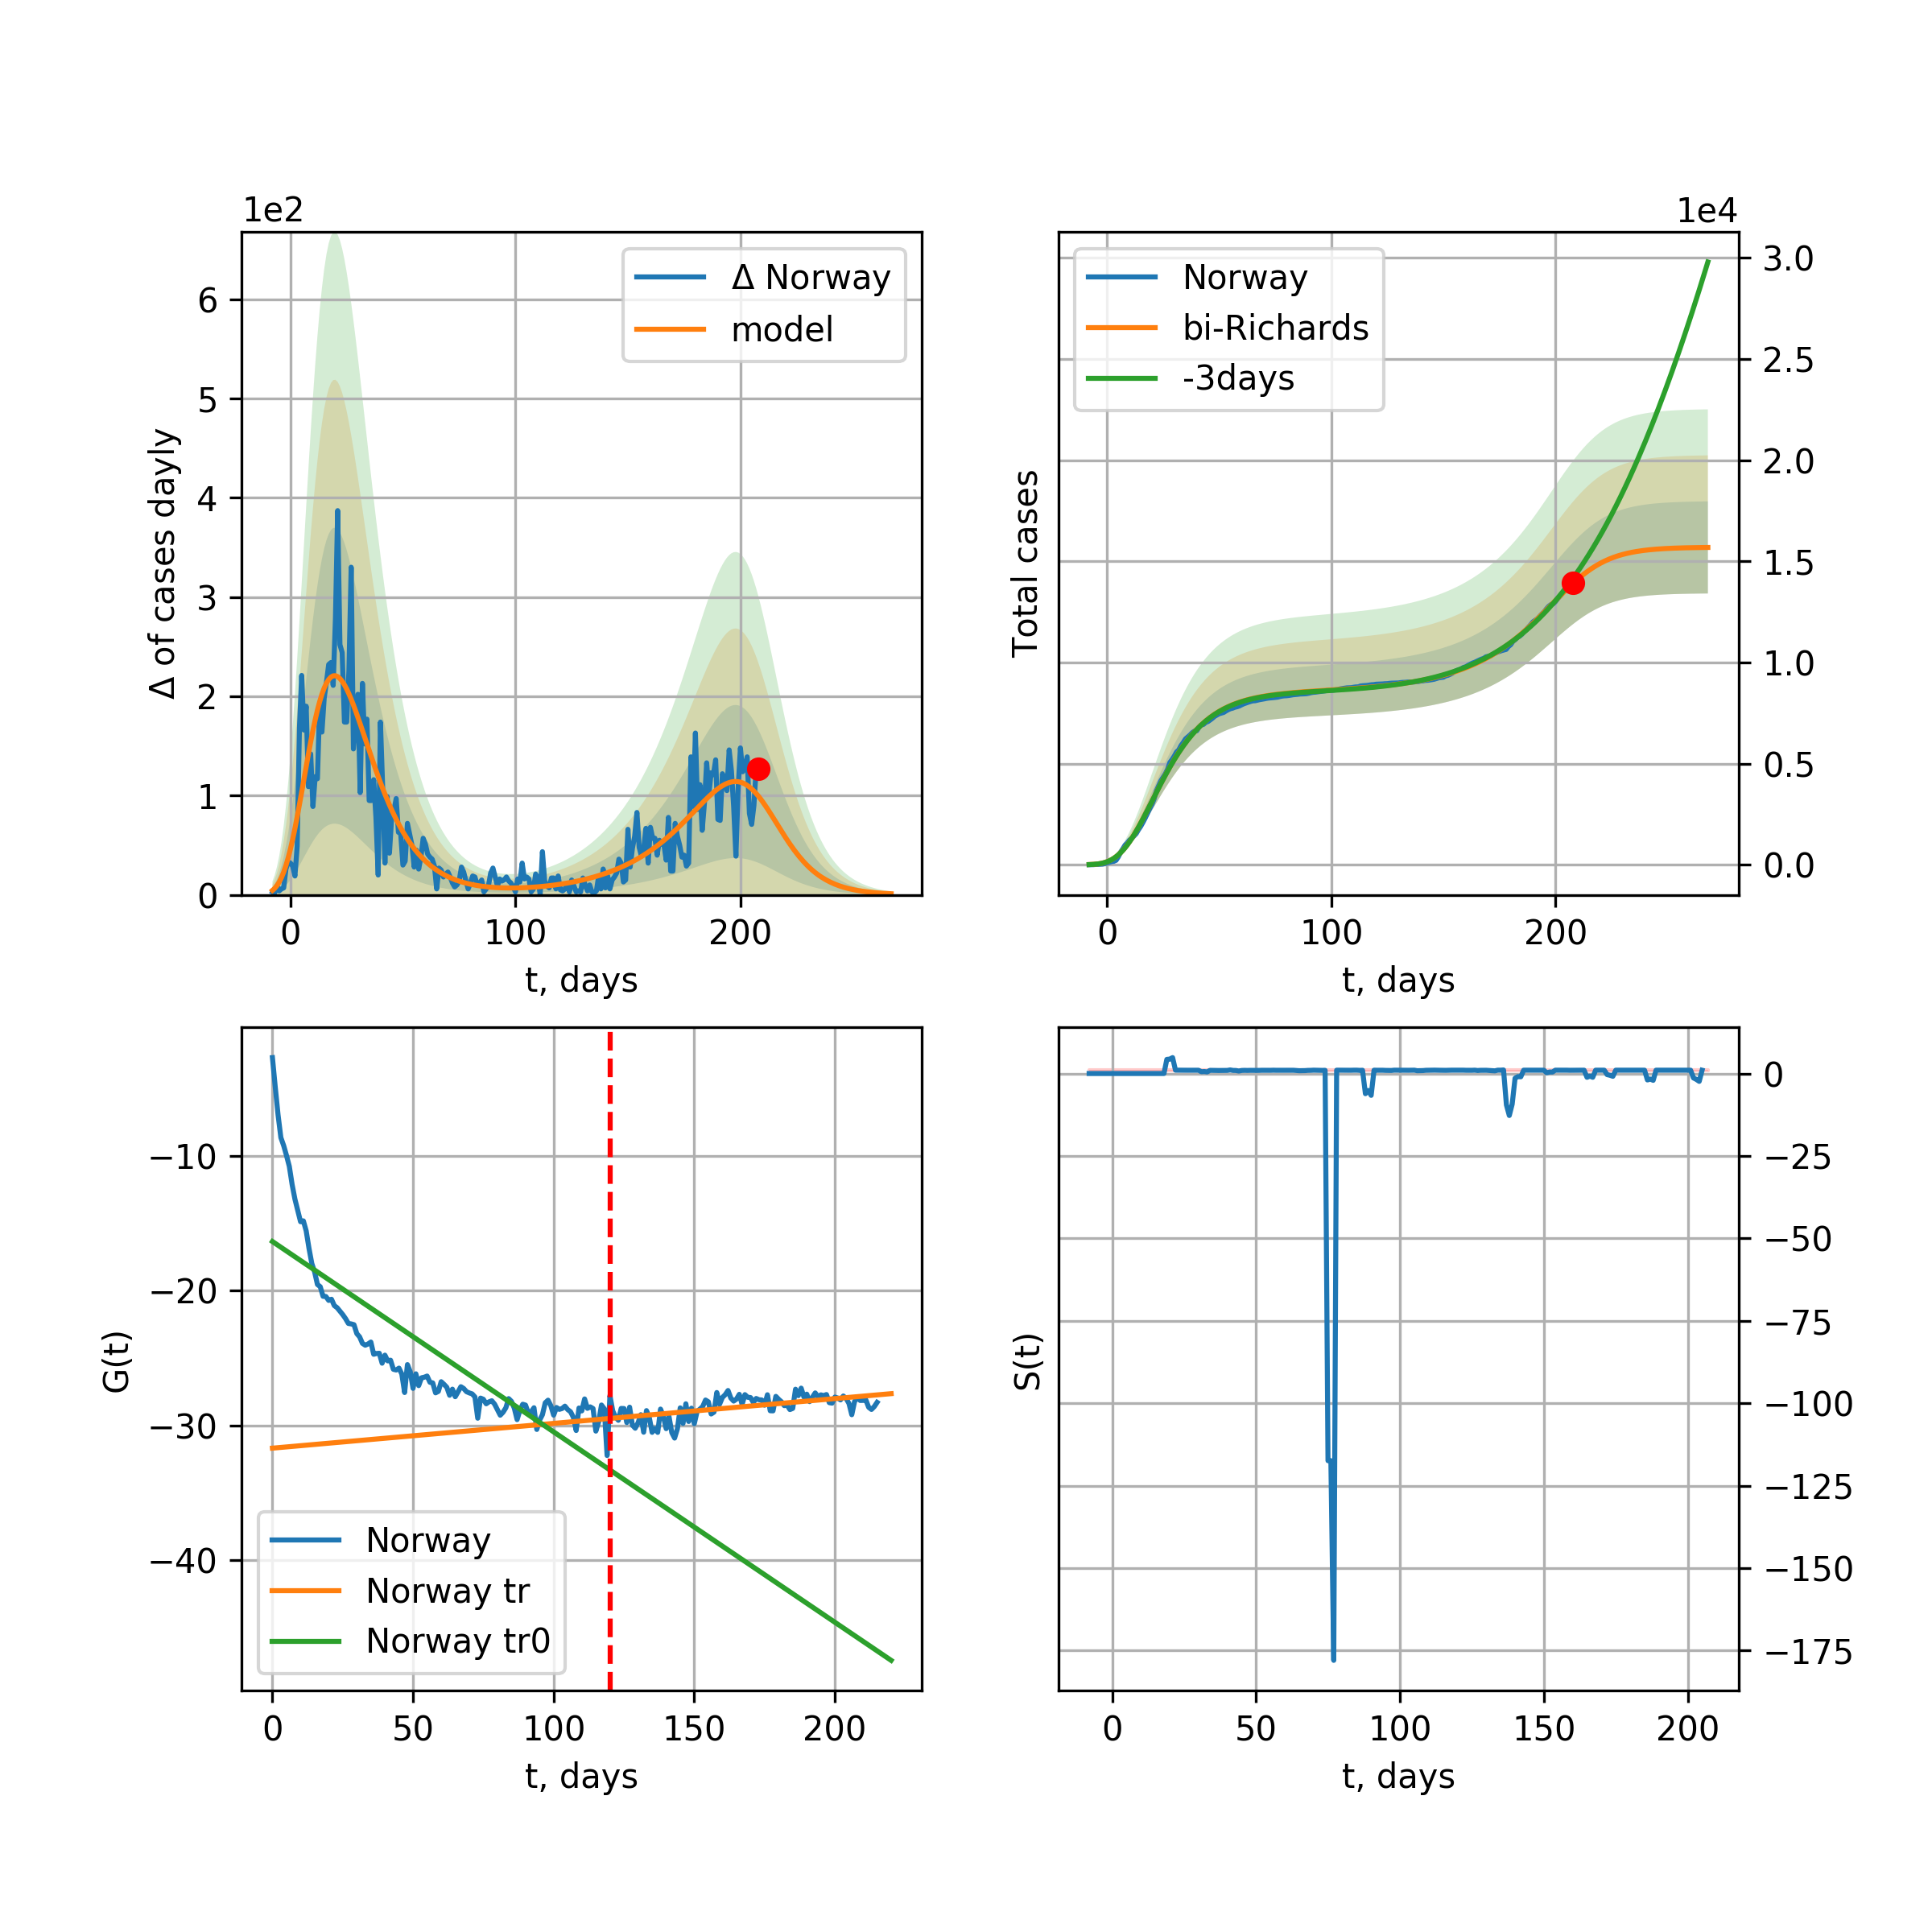 1e2
Δ of cases dayly
6
5
4
3
2
1
0
Δ Norway
model
0
100
200
t, days
1e4
Total cases
Norway
bi-Richards
-3days
3.0
2.5
2.0
1.5
1.0
0.5
0.0
0
100
200
t, days
G(t)
−10
−20
−30
−40
Norway
Norway tr
Norway tr0
0
50
100
150
200
t, days
S(t)
0
−25
−50
−75
−100
−125
−150
−175
0
50
100
150
200
t, days